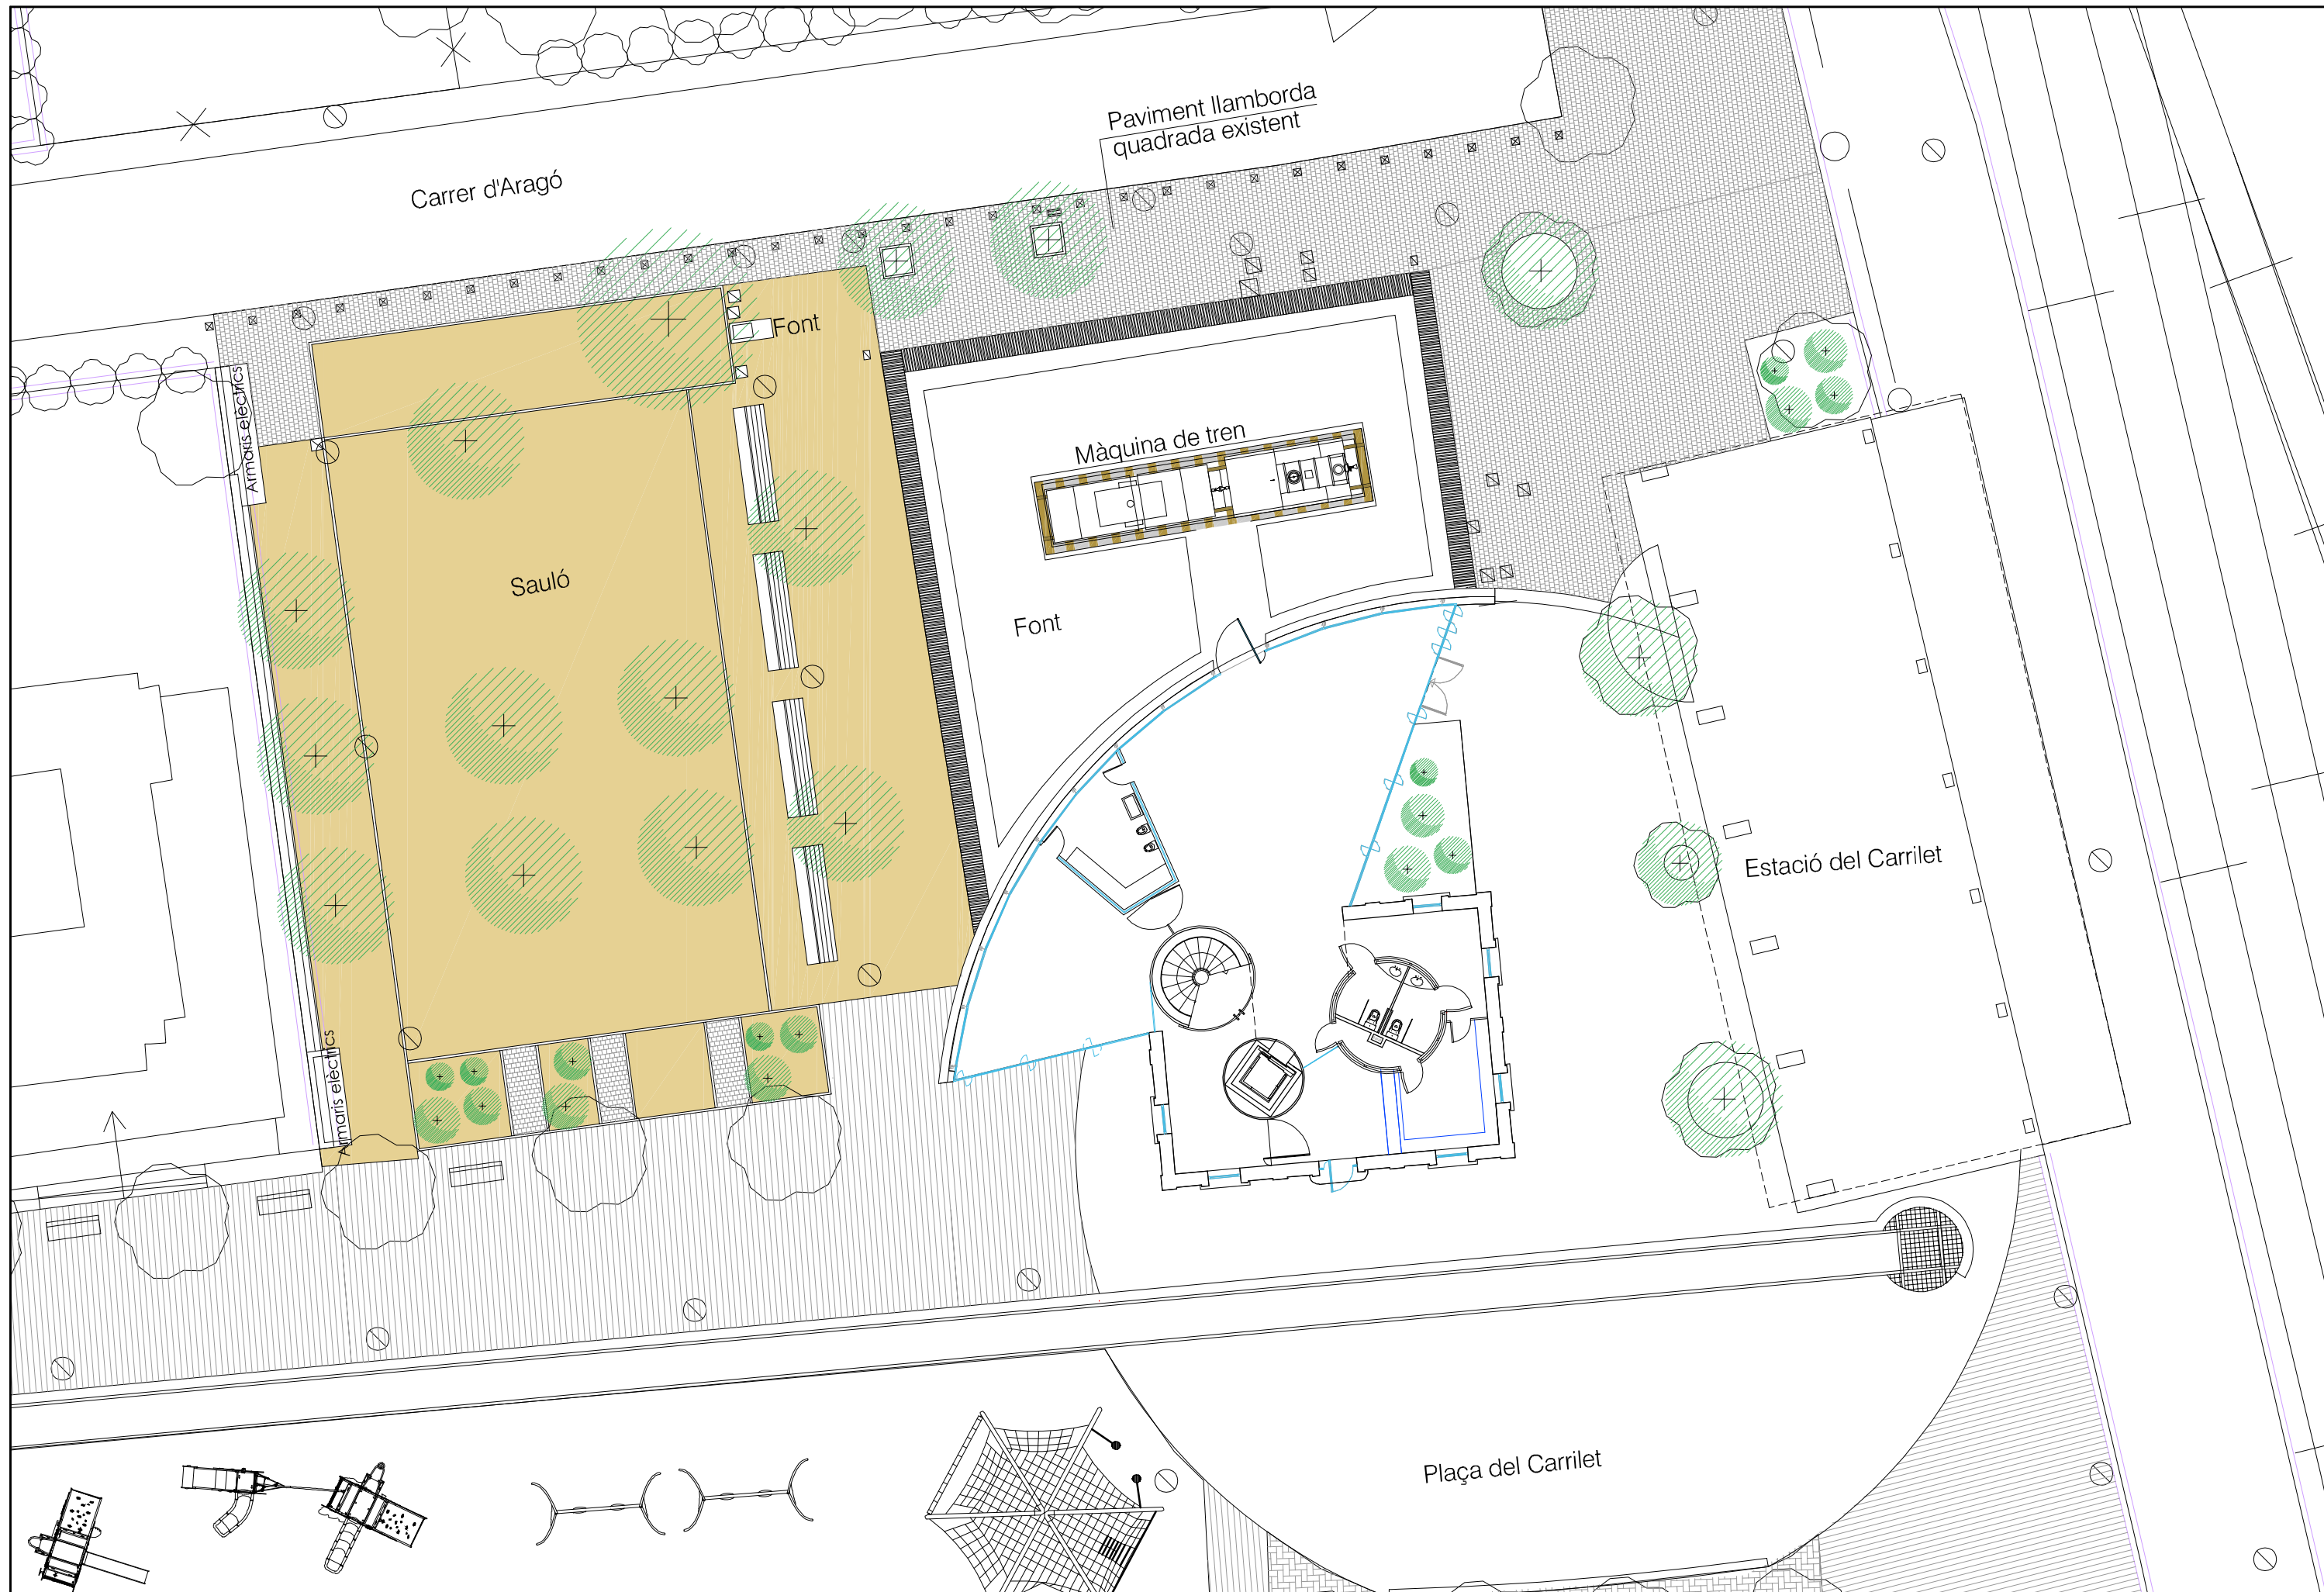 Paviment llamborda
quadrada existent
Carrer d'Aragó
Font
Armaris elèctrics
Màquina de tren
Sauló
Font
Estació del Carrilet
Armaris elèctrics
Plaça del Carrilet